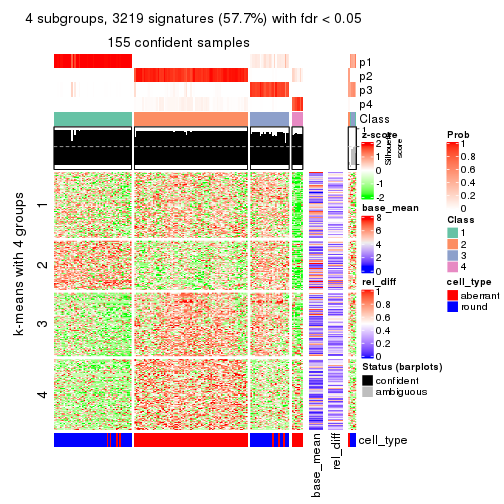 4 subgroups, 3219 signatures (57.7%) with fdr < 0.05
155 confident samples
p1
p2
p3
p4
Class
1
Silhouette
score
k-means with 4 groups
1
2
3
4
base_mean
rel_diff
cell_type
z-score
2
1
0
-1
-2
base_mean
8
6
4
2
0
rel_diff
1
0.8
0.6
0.4
0.2
0
Status (barplots)
confident
ambiguous
Prob
1
0.8
0.6
0.4
0.2
0
Class
1
2
3
4
cell_type
aberrant
round